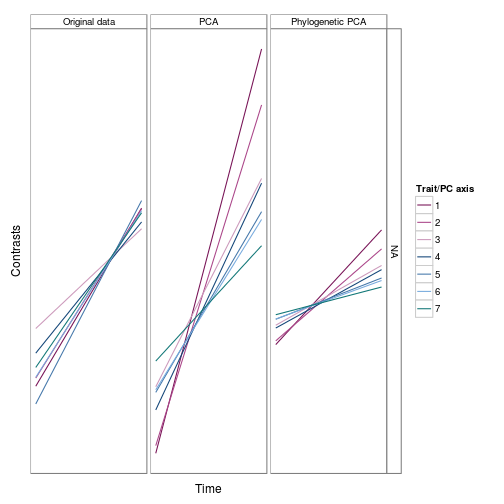 Original data
PCA
Phylogenetic PCA
Contrasts
NA
Trait/PC axis
1
2
3
4
5
6
7
Time